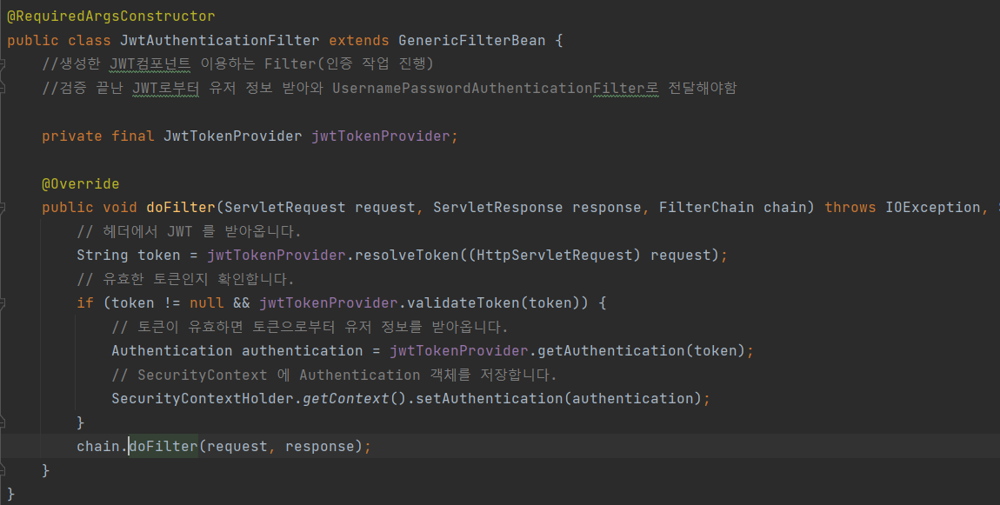 @RequiredArgsConstructor
public class JwtAuthenticationFilter extends GenericFilterBean {
//생성한 JWT컴포넌트 이용하는 Filter(인증 작업 진행)
//검증 끝난 JWT로부터 유저 정보 받아와 UsernamePasswordAuthenticationFilter로 전달해야함
private final JwtTokenProvider jwtTokenProvider;
@Override
public void doFilter(ServletRequest request, ServletResponse response, FilterChain chain) throws IOException,
// 헤더에서 JWT 를 받아옵니다.
String token = jwtTokenProvider.resolveToken((HttpServletRequest) request);
// 유효한 토큰인지 확인합니다.
if (token != null && jwtTokenProvider.validateToken(token)) {
// 토큰이 유효하면 토큰으로부터 유저 정보를 받아옵니다.
Authentication authentication = jwtTokenProvider.getAuthentication(token);
// SecurityContext 에 Authentication 객체를 저장합니다.
SecurityContextHolder.getContext().setAuthentication(authentication);
}
chain.doFilter(request, response);
}
}